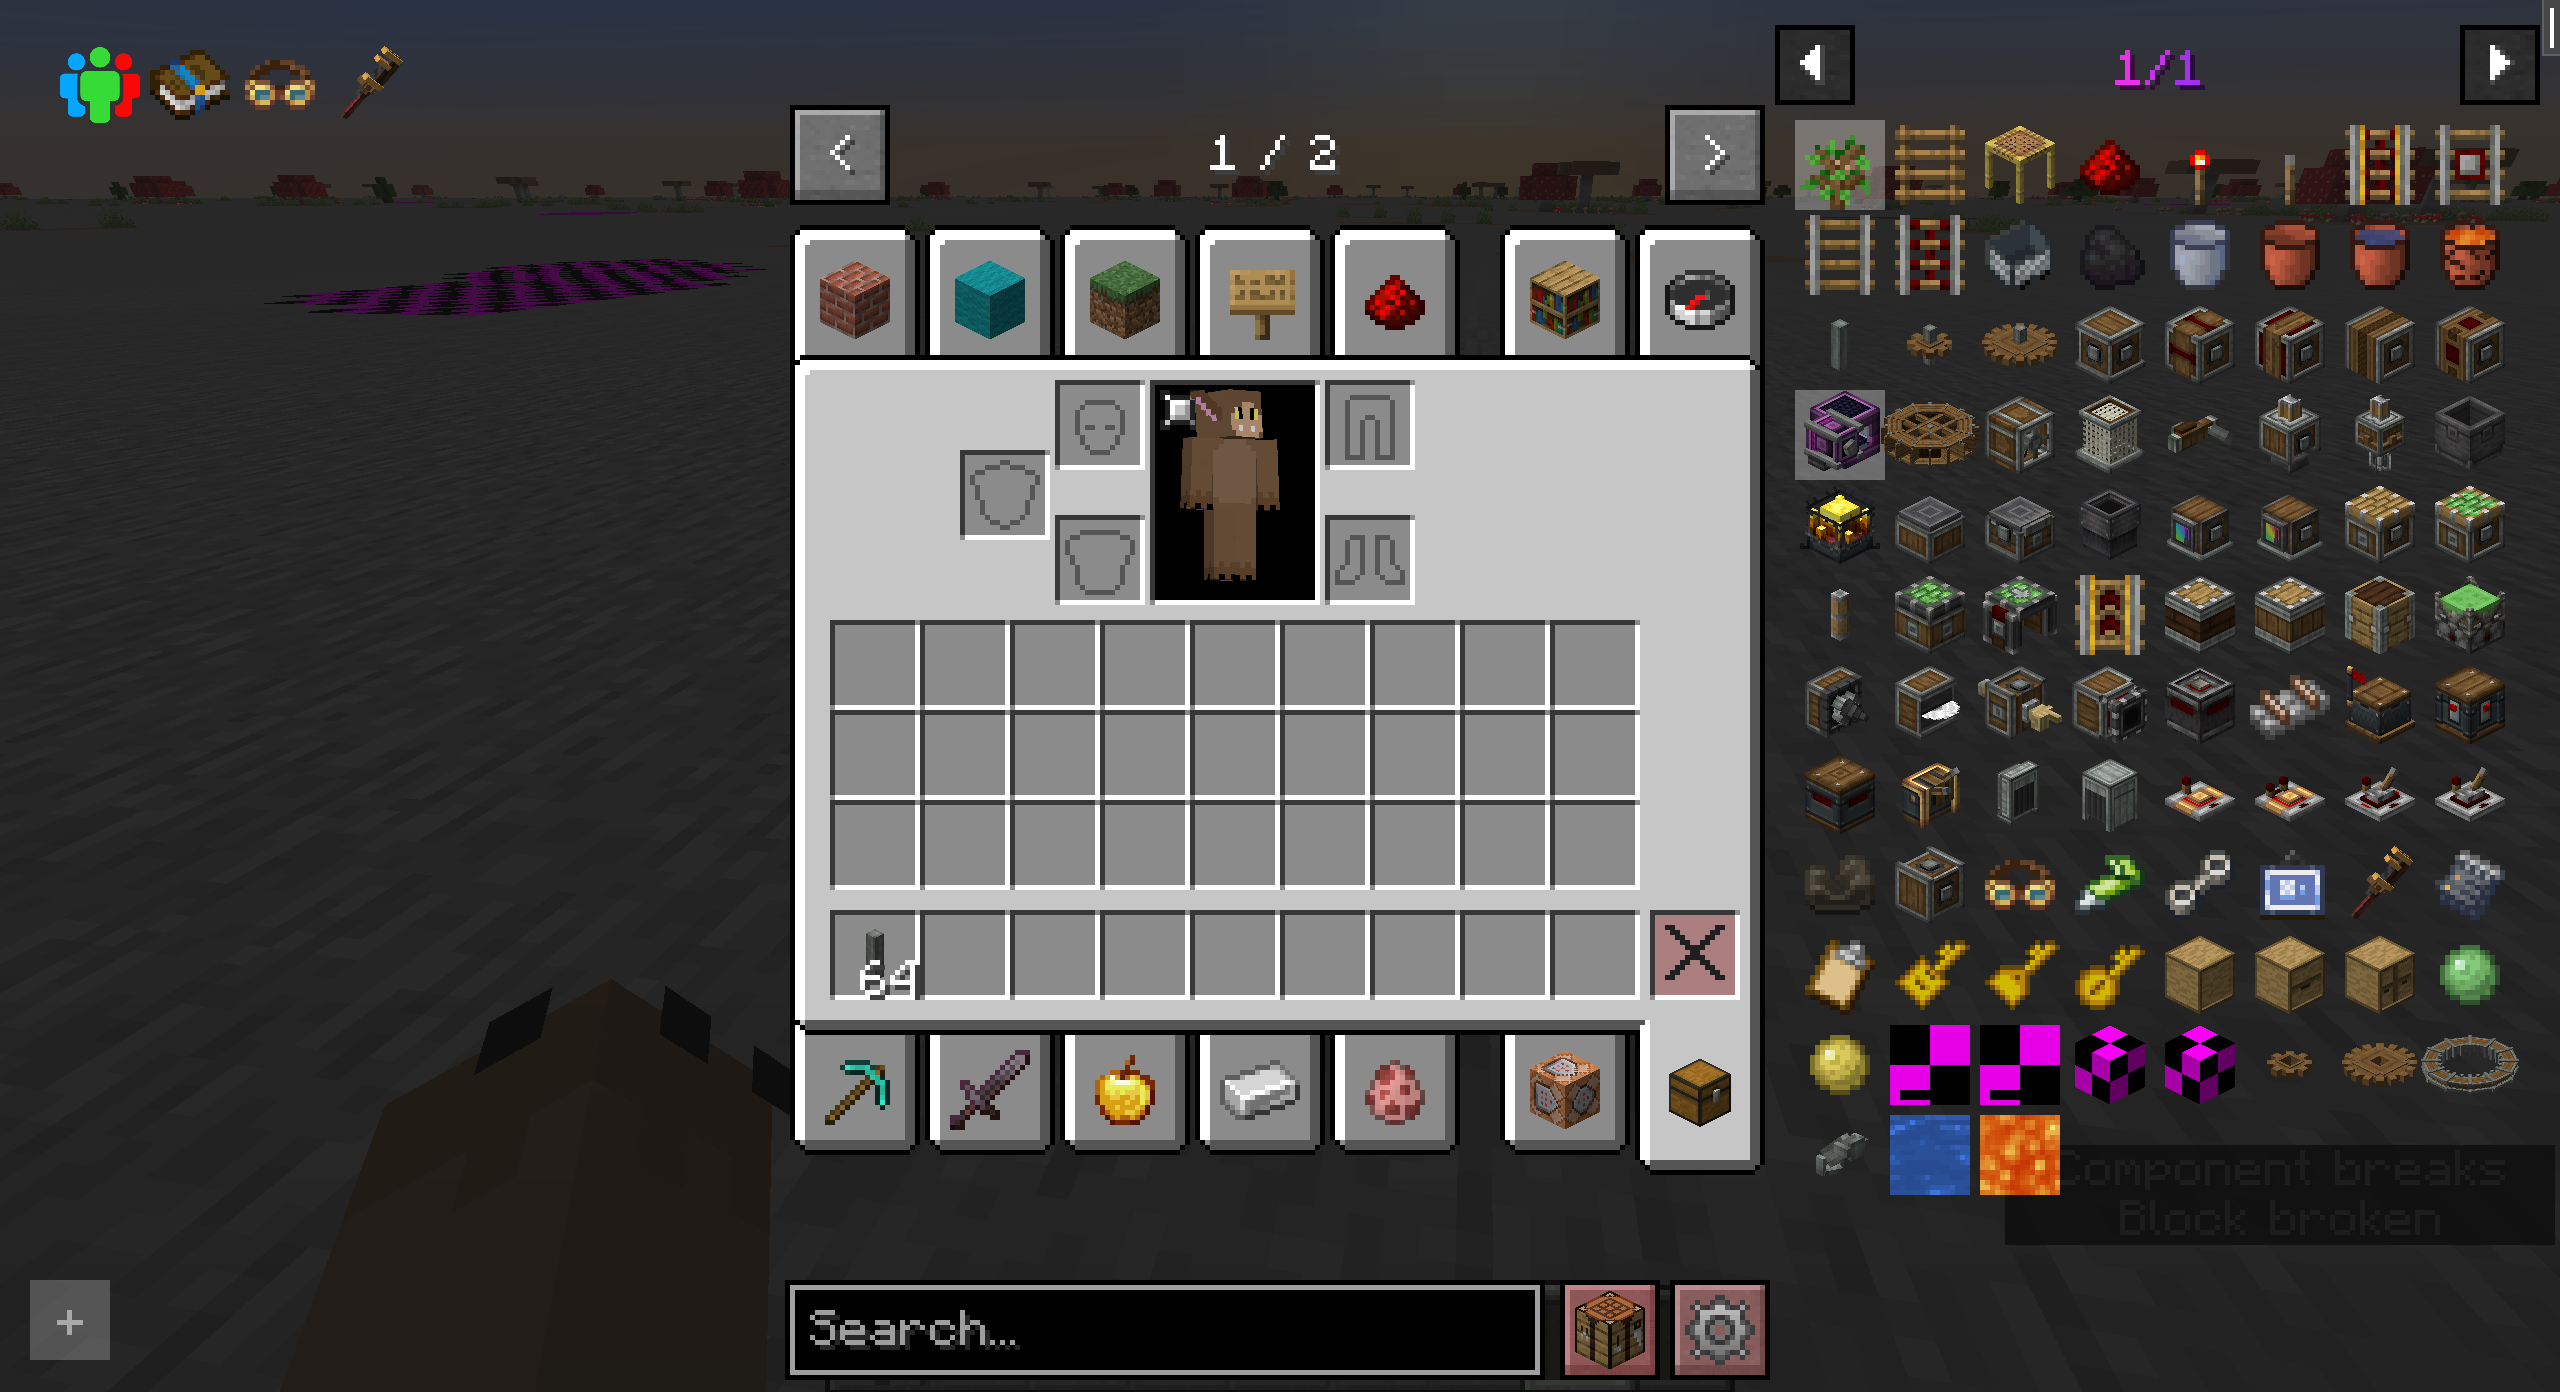 1/1
1 / 2
64
Component breaks
Block broken
Search...
+